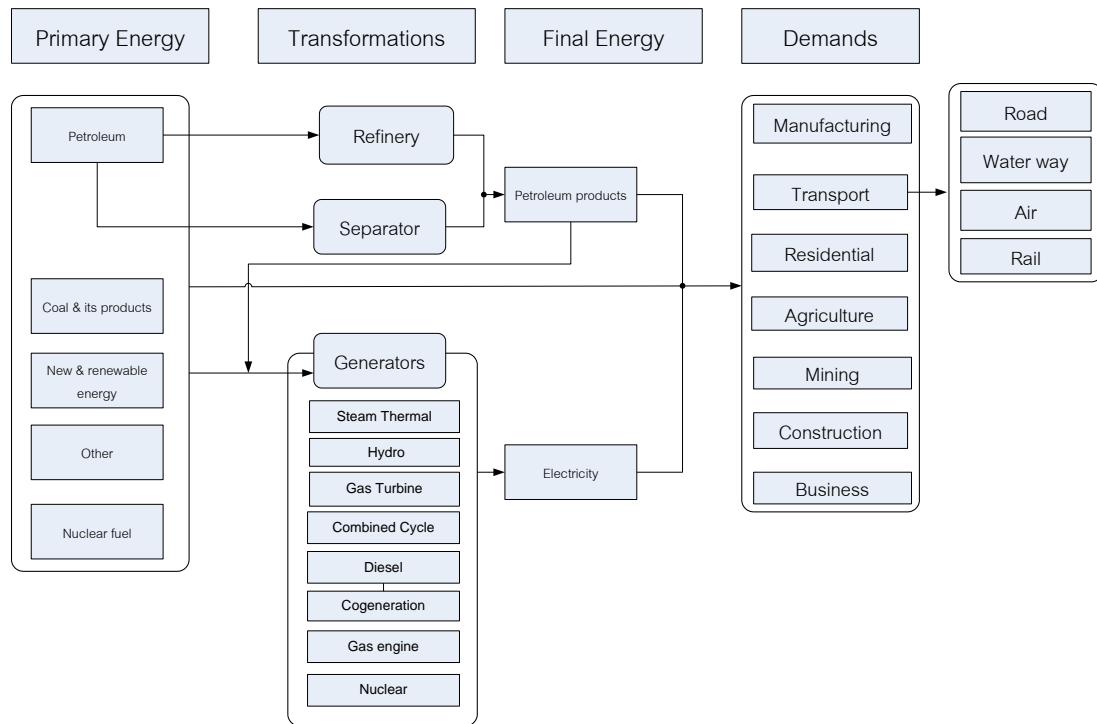 Primary Energy
Transformations
Final Energy
Demands
Petroleum
Coal & its products
New & renewable
energy
Other
Nuclear fuel
Refinery
Separator
Generators
Steam Thermal
Hydro
Gas Turbine
Combined Cycle
Diesel
Cogeneration
Gas engine
Nuclear
Petroleum products
Electricity
Manufacturing
Transport
Residential
Agriculture
Mining
Construction
Business
Road
Water way
Air
Rail